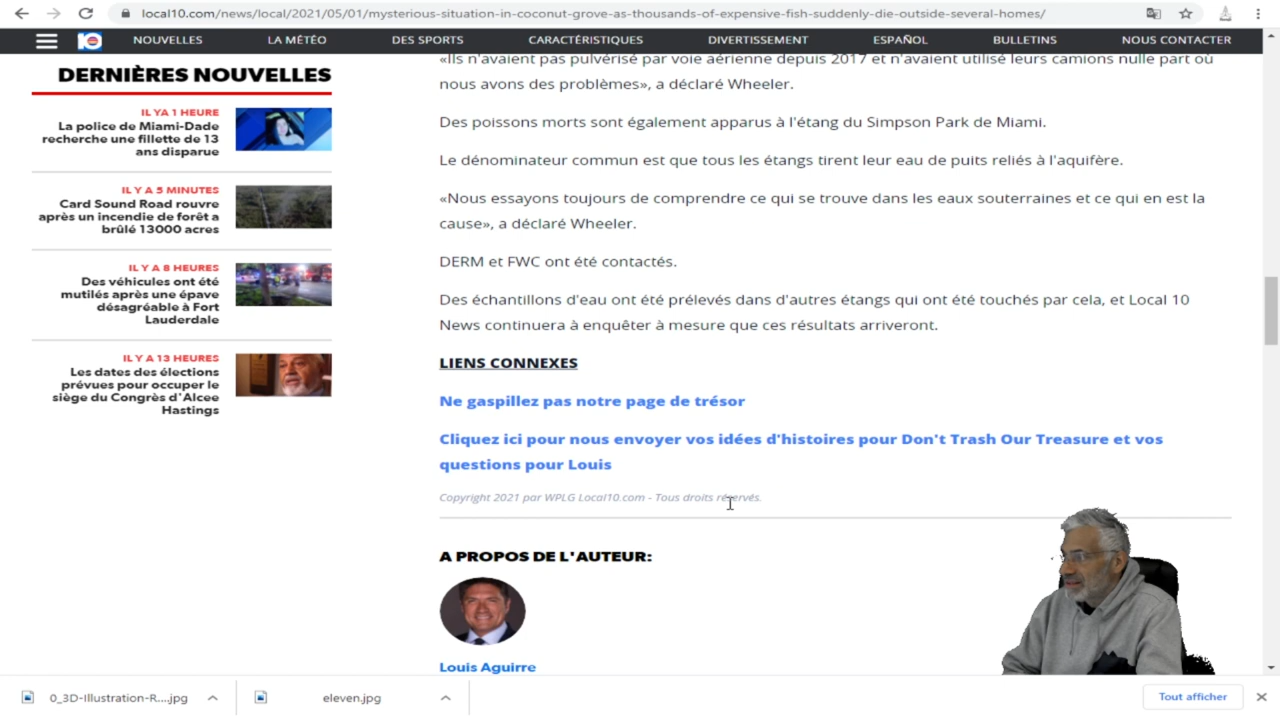 local10.com/news/local/2021/05/01/mysterious-situation-in-coconut-grove-as-thousands-of-expensive-fish-suddenly-die-outside-several-homes/
10 NOUVELLES LA MÉTÉO DES SPORTS CARACTÉRISTIQUES DIVERTISSEMENT ESPAÑOL BULLETINS NOUS CONTACTER
DERNIÈRES NOUVELLES
IL YA 1 HEURE
La police de Miami-Dade
recherche une fillette de 13
ans disparue
IL Y A 5 MINUTES
Card Sound Road rouvre
après un incendie de forêt a
brûlé 13000 acres
IL Y A 8 HEURES
Des véhicules ont été
mutilés après une épave
désagréable à Fort
Lauderdale
IL Y A 13 HEURES
Les dates des élections
prévues pour occuper le
siège du Congrès d'Alcee
Hastings
«Ils n'avaient pas pulvérisé par voie aérienne depuis 2017 et n'avaient utilisé leurs camions nulle part où
nous avons des problèmes», a déclaré Wheeler.
Des poissons morts sont également apparus à l'étang du Simpson Park de Miami.
Le dénominateur commun est que tous les étangs tirent leur eau de puits reliés à l'aquifère.
«Nous essayons toujours de comprendre ce qui se trouve dans les eaux souterraines et ce qui en est la
cause», a déclaré Wheeler.
DERM et FWC ont été contactés.
Des échantillons d'eau ont été prélevés dans d'autres étangs qui ont été touchés par cela, et Local 10
News continuera à enquêter à mesure que ces résultats arriveront.
LIENS CONNEXES
Ne gaspillez pas notre page de trésor
Cliquez ici pour nous envoyer vos idées d'histoires pour Don't Trash Our Treasure et vos
questions pour Louis
Copyright 2021 par WPLG Local10.com - Tous droits réservés.
A PROPOS DE L'AUTEUR:
Louis Aguirre
0_3D-Illustration-R....jpg eleven.jpg Tout afficher